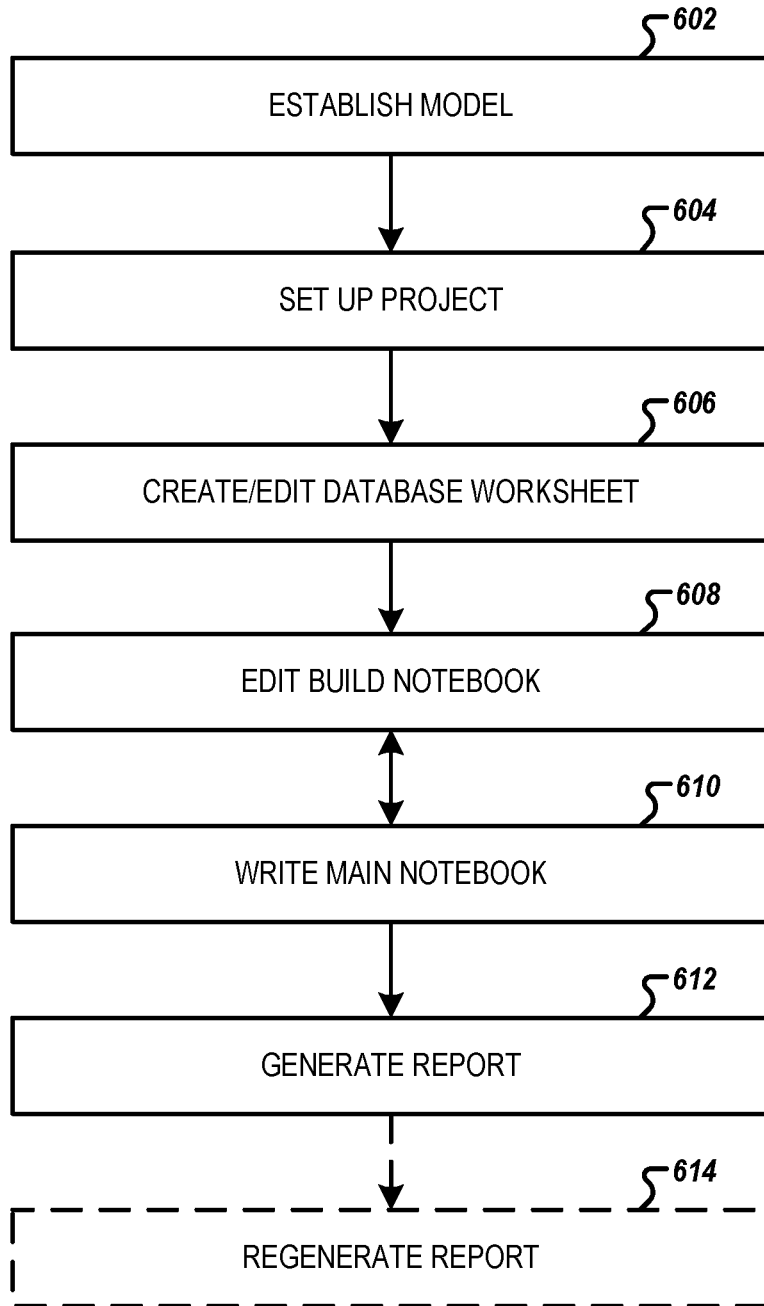 602
ESTABLISH MODEL
604
SET UP PROJECT
606
CREATE/EDIT DATABASE WORKSHEET
608
EDIT BUILD NOTEBOOK
610
WRITE MAIN NOTEBOOK
612
GENERATE REPORT
614
REGENERATE REPORT